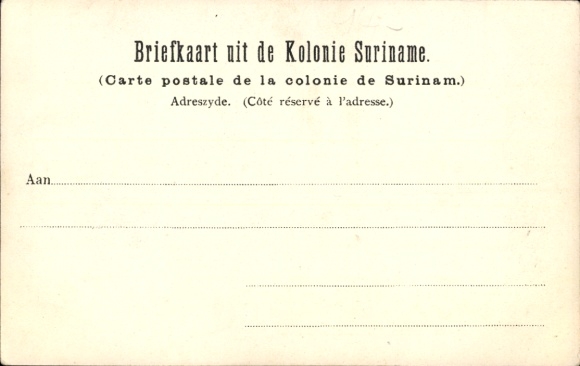 Briefkaart uit de Kolonie Suriname.
(Carte postale de la colonie de Surinam.)
Adreszyde. (Côté réservé à l'adresse.)
Aan